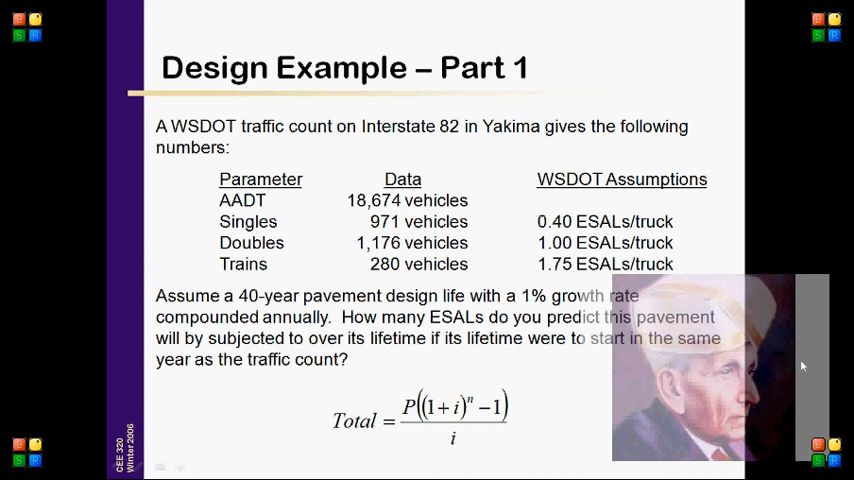 B
S R
B
S R
Design Example – Part 1
A WSDOT traffic count on Interstate 82 in Yakima gives the following
numbers:
Parameter Data WSDOT Assumptions
AADT 18,674 vehicles
Singles 971 vehicles 0.40 ESALs/truck
Doubles 1,176 vehicles 1.00 ESALs/truck
Trains 280 vehicles 1.75 ESALs/truck
Assume a 40-year pavement design life with a 1% growth rate
compounded annually. How many ESALs do you predict this pavement
will by subjected to over its lifetime if its lifetime were to start in the same
year as the traffic count?
Total = P((1+i)^n −1) / i
CEE 320
Winter 2006
B
S R
B
S R